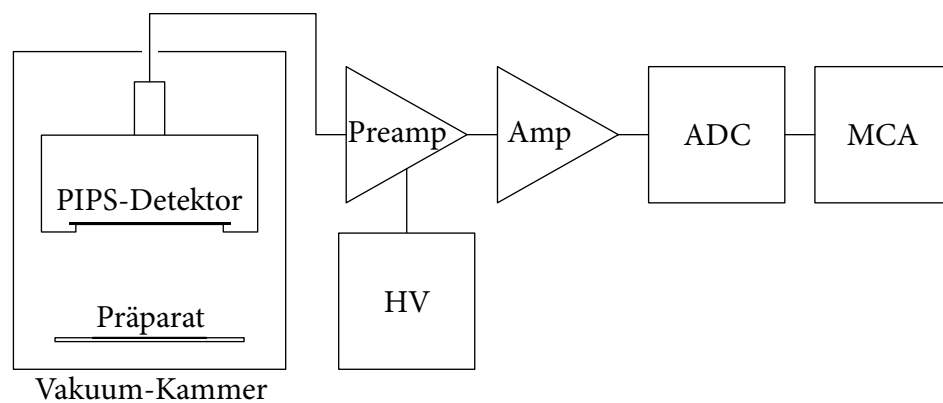 Preamp
Amp
ADC
MCA
PIPS-Detektor
HV
Präparat
Vakuum-Kammer